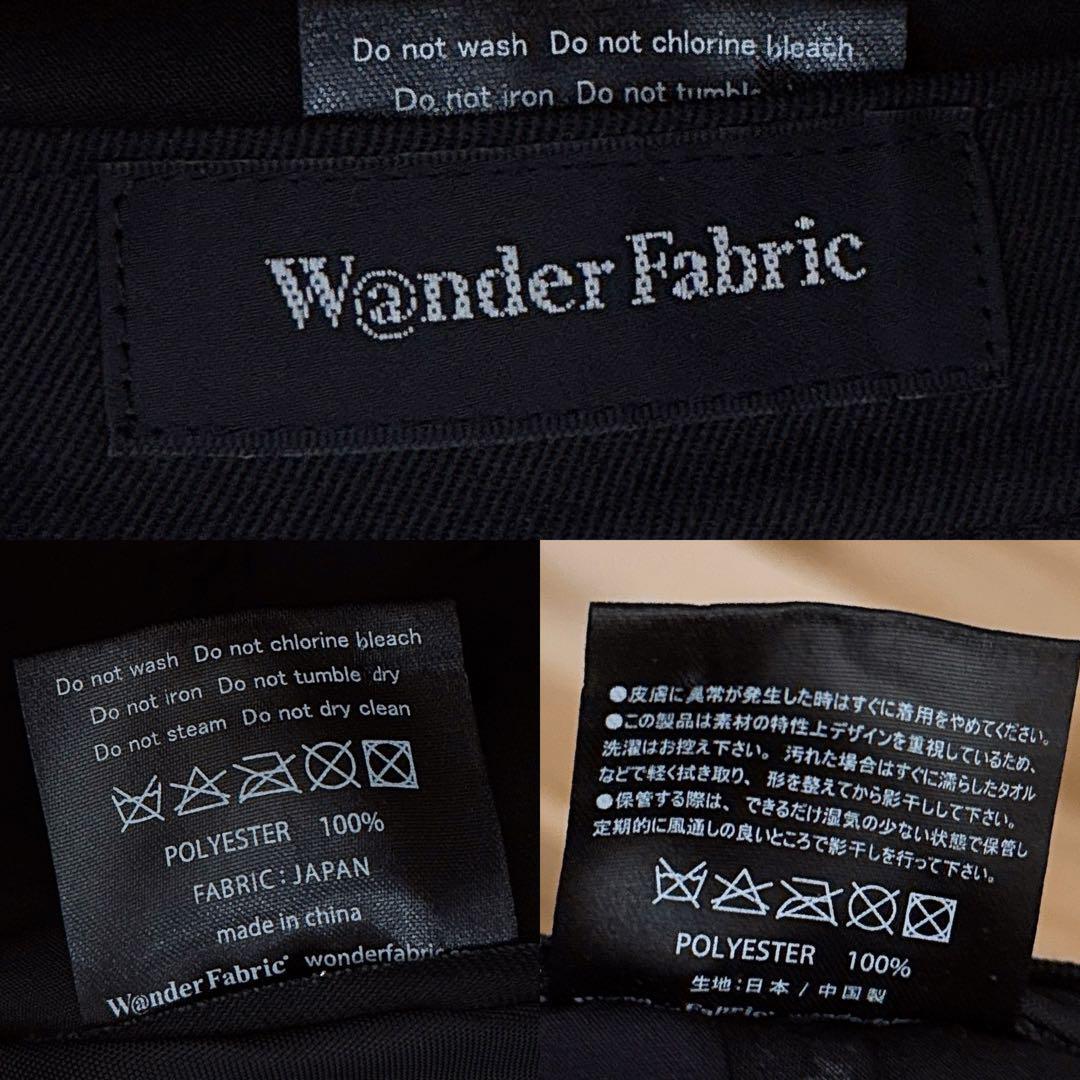 Do not wash Do not chlorine bleach
Do not iron Do not tumble
W@nder Fabric
Do not wash Do not chlorine bleach
Do not iron Do not tumble dry
Do not steam Do not dry clean
POLYESTER 100%
FABRIC : JAPAN
made in china
W@nder Fabric® wonderfabric
●皮膚に異常が発生した時はすぐに着用をやめてください。
●この製品は素材の特性上デザインを重視しているため、
洗濯はお控え下さい。汚れた場合はすぐに濡らしたタオル
などで軽く拭き取り、形を整えてから影干しして下さい。
●保管する際は、できるだけ湿気の少ない状態で保管し
定期的に風通しの良いところで影干しを行って下さい。
POLYESTER 100%
生地:日本 / 中国製